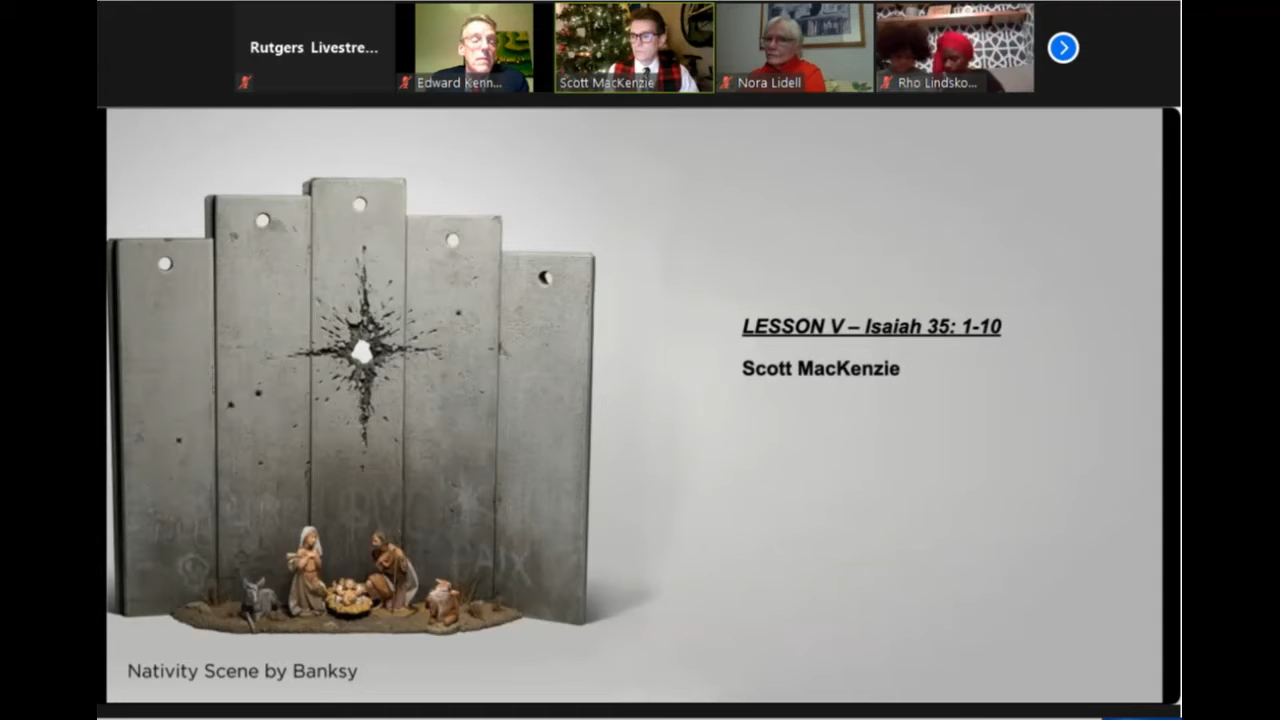 Rutgers Livestre...
Edward Kenn...
Scott MacKenzie
Nora Lidell
Rho Lindsko...
LESSON V – Isaiah 35: 1-10
Scott MacKenzie
PAIX
Nativity Scene by Banksy